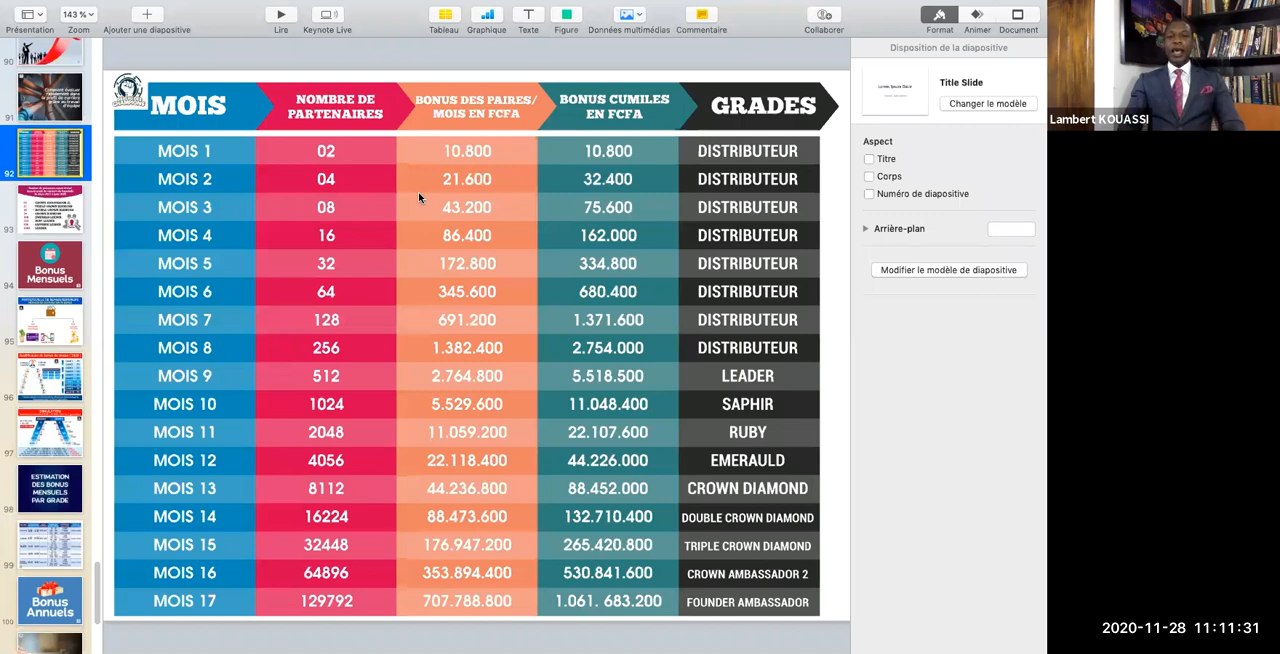 143 %
Présentation Zoom Ajouter une diapositive Lire Keynote Live Tableau Graphique Texte Figure Données multimédias Commentaire Collaborer Format Animer Document
90
91
92
93
94
95
96
97
98
99
100
Bonus
Mensuels
ESTIMATION
DES BONUS
MENSUELS
PAR GRADE
Bonus
Annuels
MOIS NOMBRE DE PARTENAIRES BONUS DES PAIRES/ MOIS EN FCFA BONUS CUMILES EN FCFA GRADES
MOIS 1 02 10.800 10.800 DISTRIBUTEUR
MOIS 2 04 21.600 32.400 DISTRIBUTEUR
MOIS 3 08 43.200 75.600 DISTRIBUTEUR
MOIS 4 16 86.400 162.000 DISTRIBUTEUR
MOIS 5 32 172.800 334.800 DISTRIBUTEUR
MOIS 6 64 345.600 680.400 DISTRIBUTEUR
MOIS 7 128 691.200 1.371.600 DISTRIBUTEUR
MOIS 8 256 1.382.400 2.754.000 DISTRIBUTEUR
MOIS 9 512 2.764.800 5.518.500 LEADER
MOIS 10 1024 5.529.600 11.048.400 SAPHIR
MOIS 11 2048 11.059.200 22.107.600 RUBY
MOIS 12 4056 22.118.400 44.226.000 EMERAULD
MOIS 13 8112 44.236.800 88.452.000 CROWN DIAMOND
MOIS 14 16224 88.473.600 132.710.400 DOUBLE CROWN DIAMOND
MOIS 15 32448 176.947.200 265.420.800 TRIPLE CROWN DIAMOND
MOIS 16 64896 353.894.400 530.841.600 CROWN AMBASSADOR 2
MOIS 17 129792 707.788.800 1.061. 683.200 FOUNDER AMBASSADOR
Disposition de la diapositive
Title Slide
Changer le modèle
Aspect
Titre
Corps
Numéro de diapositive
Arrière-plan
Modifier le modèle de diapositive
Lambert KOUASSI
2020-11-28 11:11:31